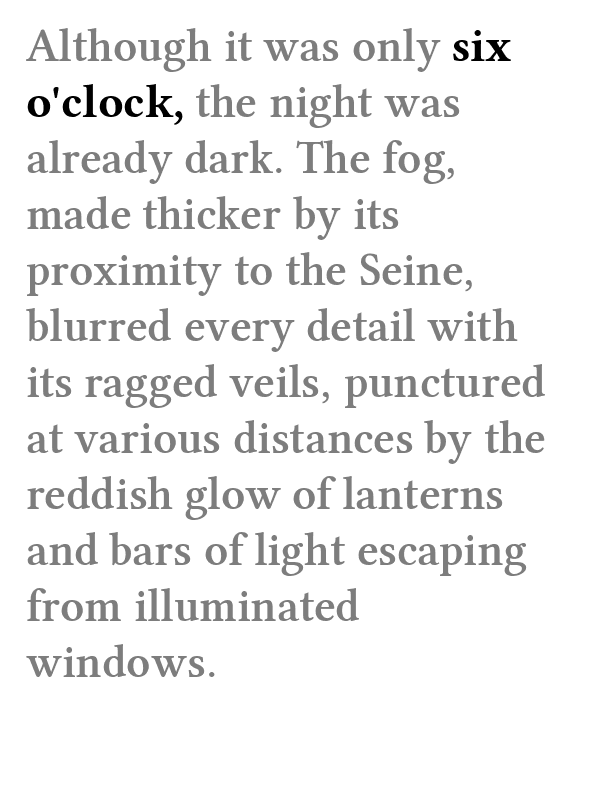 Although it was only six
o'clock, the night was
already dark. The fog,
made thicker by its
proximity to the Seine,
blurred every detail with
its ragged veils, punctured
at various distances by the
reddish glow of lanterns
and bars of light escaping
from illuminated
windows.